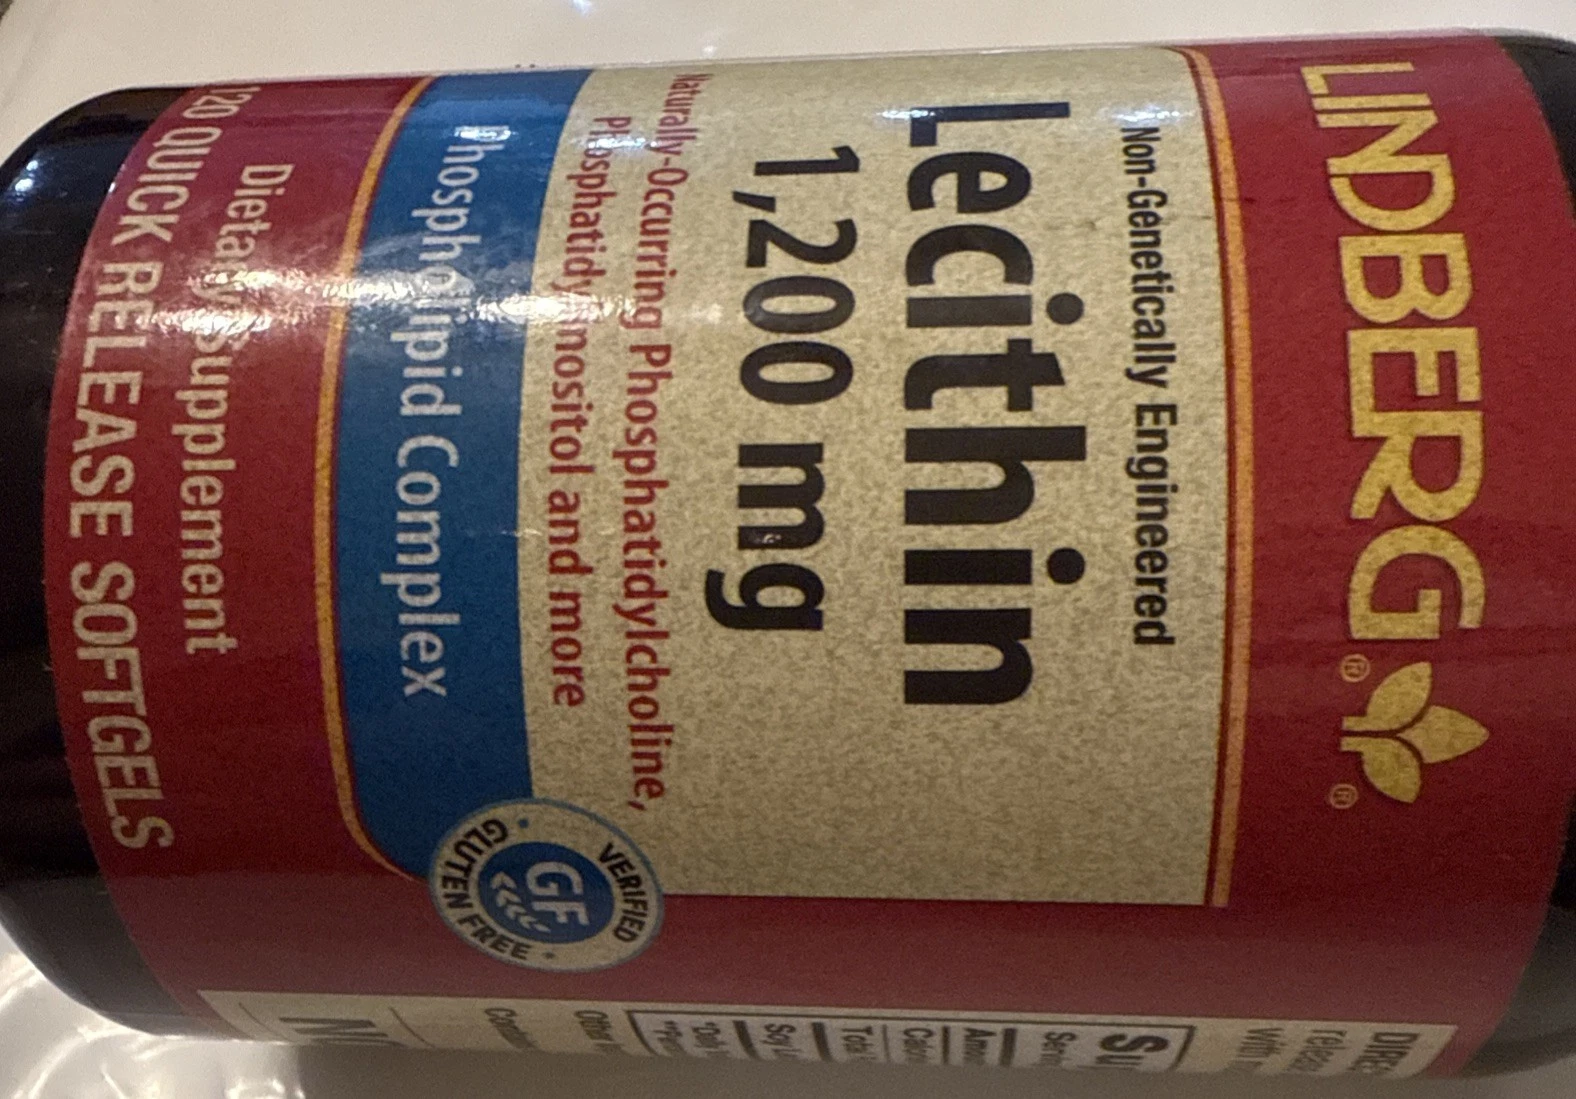 LINDBERG®
®
Non-Genetically Engineered
Lecithin
1,200 mg
Naturally-Occurring Phosphatidylcholine,
Phosphatidylinositol and more
Phospholipid Complex
VERIFIED
GF
GLUTEN FREE
Dietary Supplement
120 QUICK RELEASE SOFTGELS